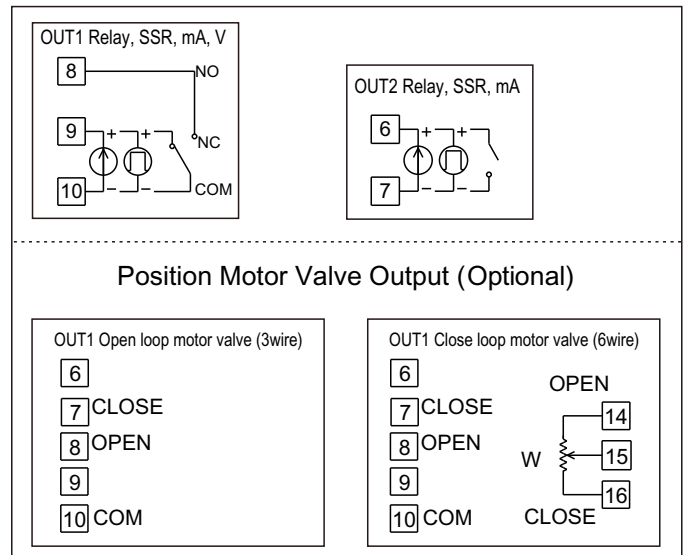 OUT1 Relay, SSR, mA, V
8 NO
9 + + NC
10 − − COM
OUT2 Relay, SSR, mA
6 + +
7 − −
Position Motor Valve Output (Optional)
OUT1 Open loop motor valve (3wire)
6
7 CLOSE
8 OPEN
9
10 COM
OUT1 Close loop motor valve (6wire)
6
7 CLOSE
8 OPEN
9
10 COM
OPEN
14
W 15
16
CLOSE